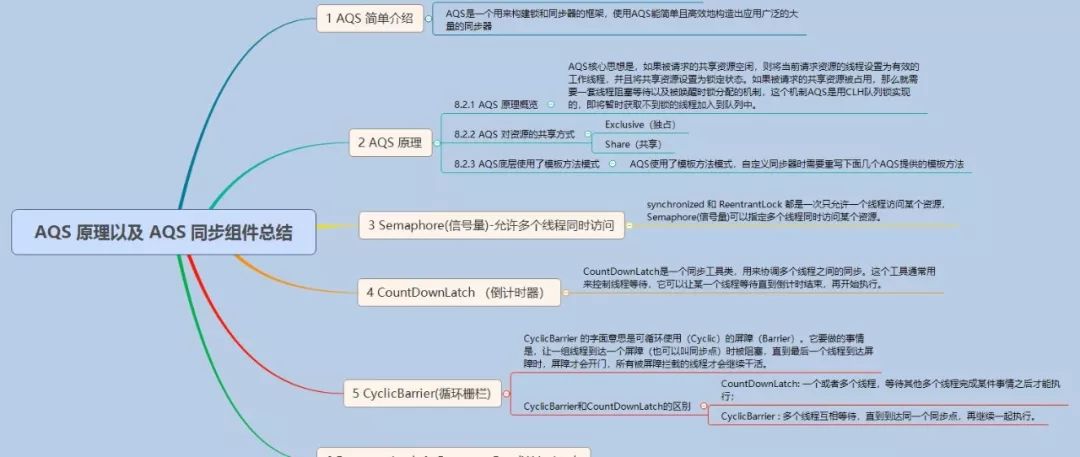 1 AQS 简单介绍
AQS是一个用来构建锁和同步器的框架，使用AQS能简单且高效地构造出应用广泛的大
量的同步器
AQS核心思想是，如果被请求的共享资源空闲，则将当前请求资源的线程设置为有效的
工作线程，并且将共享资源设置为锁定状态。如果被请求的共享资源被占用，那么就需
要一套线程阻塞等待以及被唤醒时锁分配的机制，这个机制AQS是用CLH队列锁实现
的，即将暂时获取不到锁的线程加入到队列中。
8.2.1 AQS 原理概览
Exclusive（独占）
8.2.2 AQS 对资源的共享方式
Share（共享）
2 AQS 原理
8.2.3 AQS底层使用了模板方法模式
AQS使用了模板方法模式，自定义同步器时需要重写下面几个AQS提供的模板方法
AQS 原理以及 AQS 同步组件总结
3 Semaphore(信号量)-允许多个线程同时访问
synchronized 和 ReentrantLock 都是一次只允许一个线程访问某个资源，
Semaphore(信号量)可以指定多个线程同时访问某个资源。
4 CountDownLatch （倒计时器）
CountDownLatch是一个同步工具类，用来协调多个线程之间的同步。这个工具通常用
来控制线程等待，它可以让某一个线程等待直到倒计时结束，再开始执行。
CyclicBarrier 的字面意思是可循环使用（Cyclic）的屏障（Barrier）。它要做的事情
是，让一组线程到达一个屏障（也可以叫同步点）时被阻塞，直到最后一个线程到达屏
障时，屏障才会开门，所有被屏障拦截的线程才会继续干活。
5 CyclicBarrier(循环栅栏)
CyclicBarrier和CountDownLatch的区别
CountDownLatch: 一个或者多个线程，等待其他多个线程完成某件事情之后才能执
行；
CyclicBarrier : 多个线程互相等待，直到到达同一个同步点，再继续一起执行。